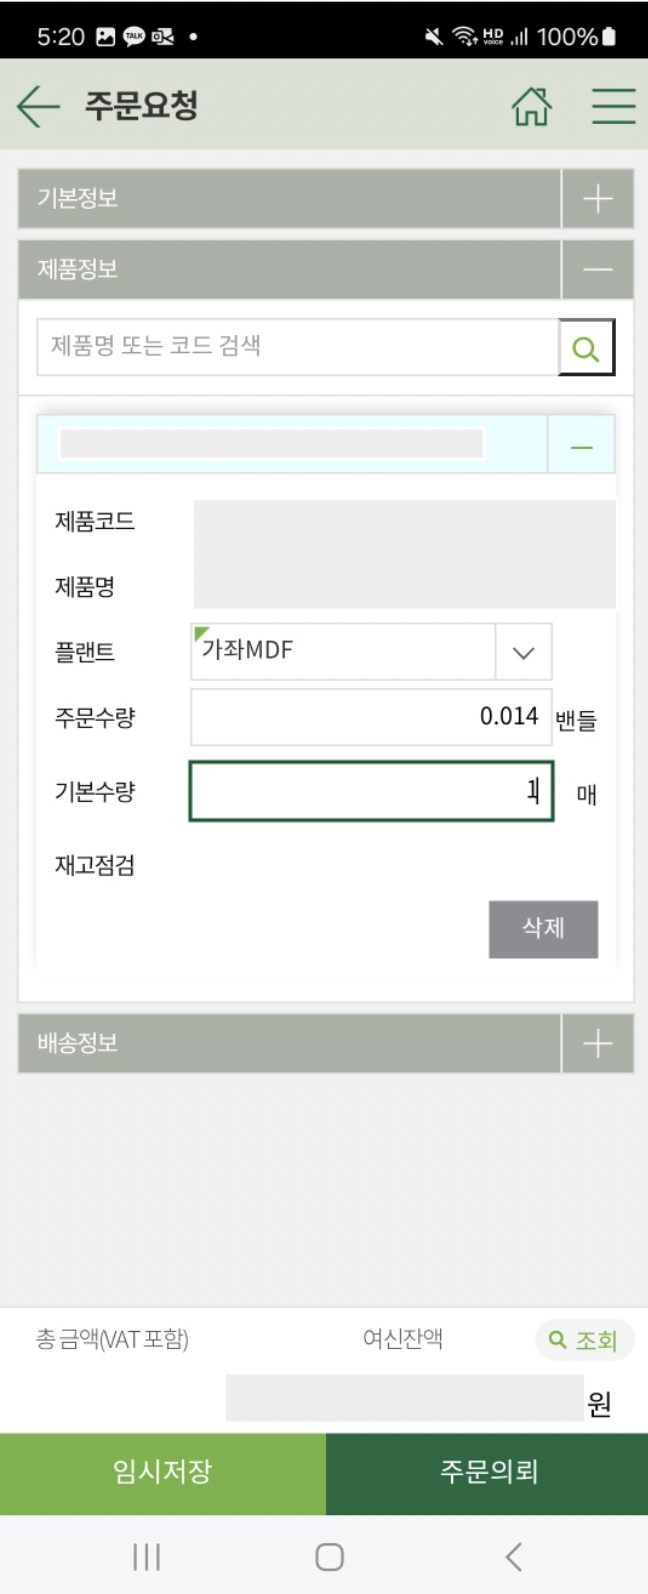 5:20 TALK HD voice 100%
주문요청
기본정보
제품정보
제품명 또는 코드 검색
제품코드
제품명
플랜트 가좌MDF
주문수량 0.014 밴들
기본수량 1 매
재고점검
삭제
배송정보
총 금액(VAT 포함) 여신잔액 조회
원
임시저장 주문의뢰